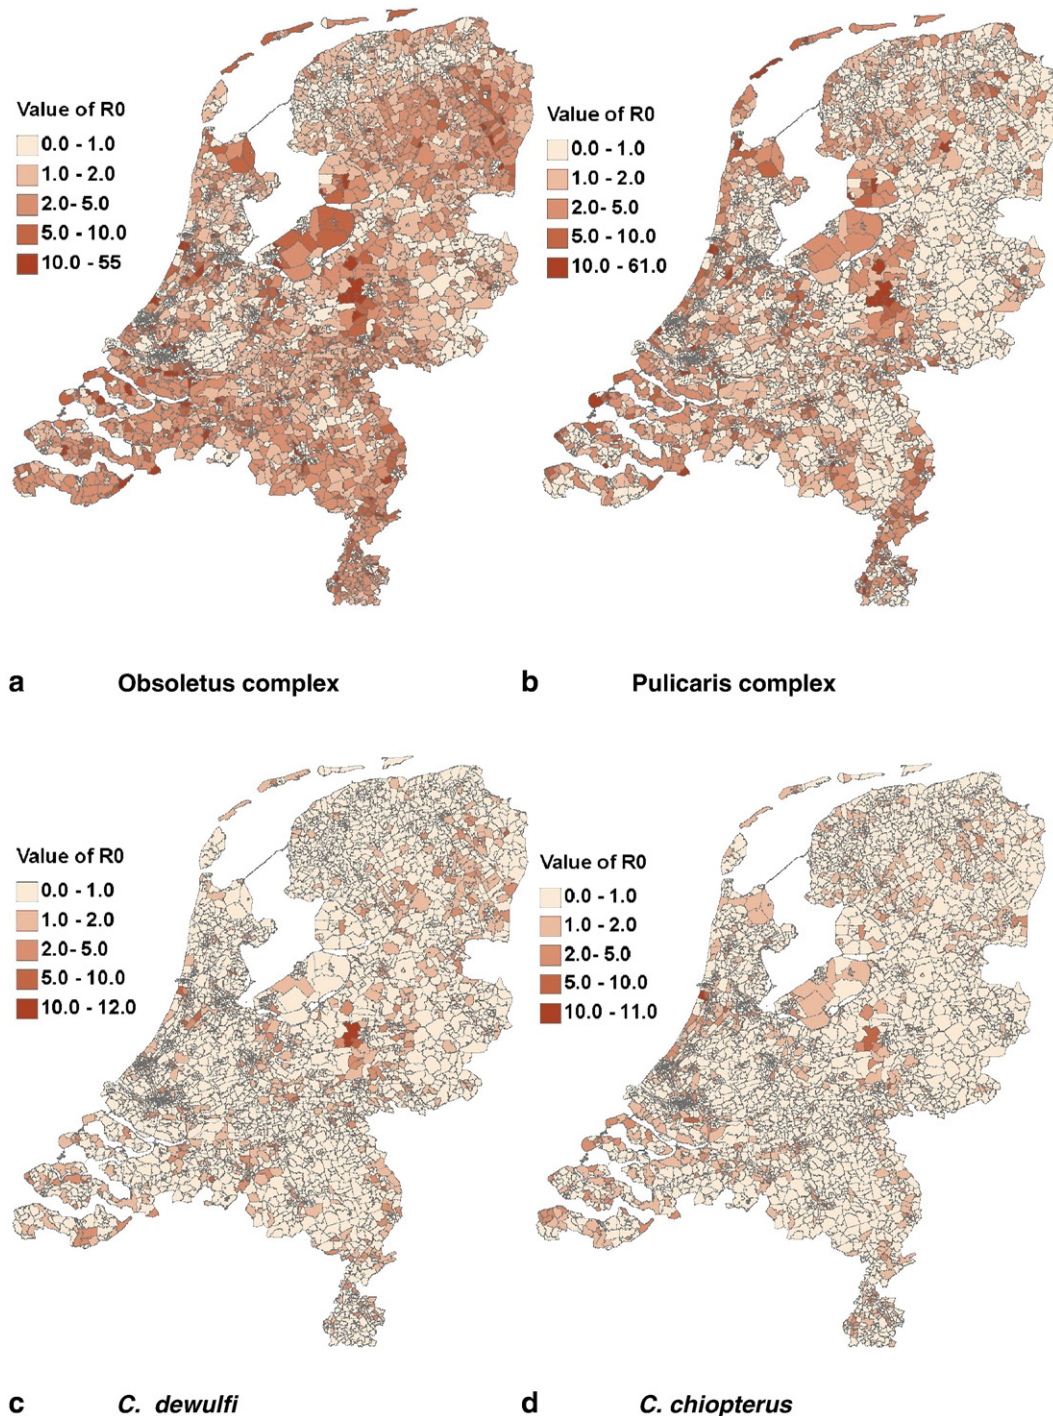 Value of R0
0.0 - 1.0
1.0 - 2.0
2.0- 5.0
5.0 - 10.0
10.0 - 55
Value of R0
0.0 - 1.0
1.0 - 2.0
2.0- 5.0
5.0 - 10.0
10.0 - 61.0
a Obsoletus complex
b Pulicaris complex
Value of R0
0.0 - 1.0
1.0 - 2.0
2.0- 5.0
5.0 - 10.0
10.0 - 12.0
Value of R0
0.0 - 1.0
1.0 - 2.0
2.0- 5.0
5.0 - 10.0
10.0 - 11.0
c C. dewulfi
d C. chiopterus